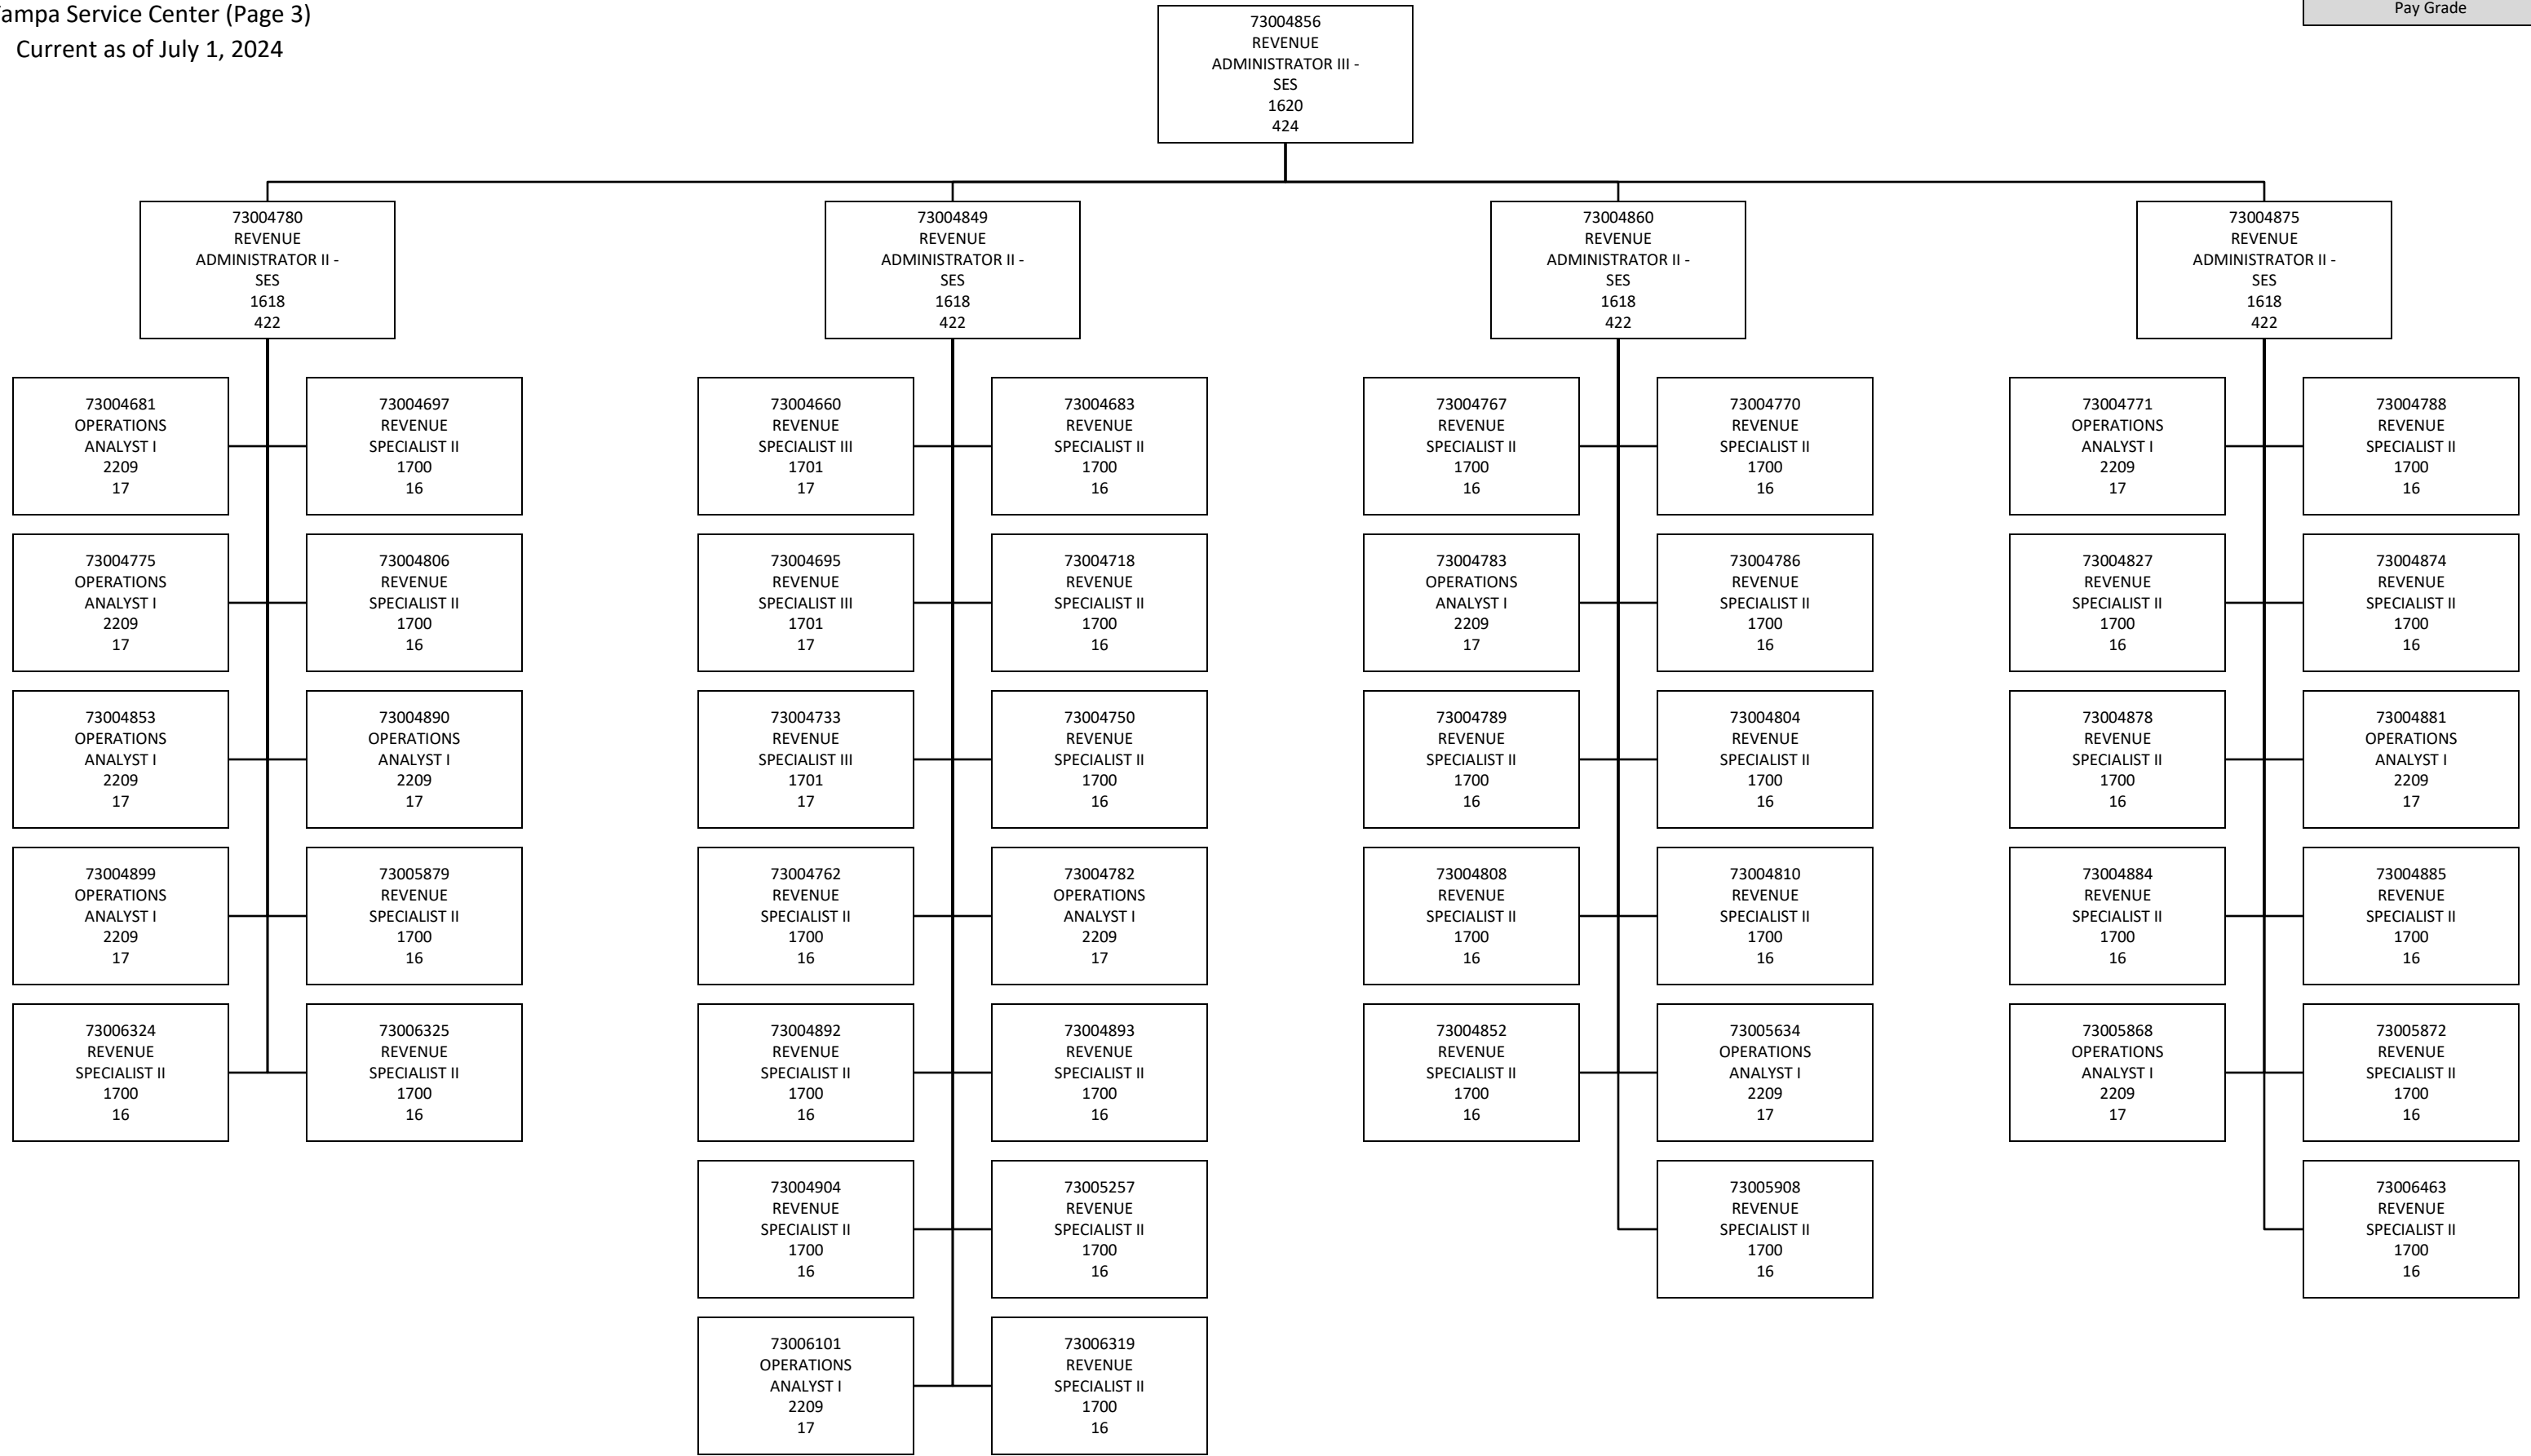 Tampa Service Center (Page 3)
Current as of July 1, 2024
Pay Grade
73004856
REVENUE
ADMINISTRATOR III -
SES
1620
424
73004780
REVENUE
ADMINISTRATOR II -
SES
1618
422
73004849
REVENUE
ADMINISTRATOR II -
SES
1618
422
73004860
REVENUE
ADMINISTRATOR II -
SES
1618
422
73004875
REVENUE
ADMINISTRATOR II -
SES
1618
422
73004681
OPERATIONS
ANALYST I
2209
17
73004697
REVENUE
SPECIALIST II
1700
16
73004775
OPERATIONS
ANALYST I
2209
17
73004806
REVENUE
SPECIALIST II
1700
16
73004853
OPERATIONS
ANALYST I
2209
17
73004890
OPERATIONS
ANALYST I
2209
17
73004899
OPERATIONS
ANALYST I
2209
17
73005879
REVENUE
SPECIALIST II
1700
16
73006324
REVENUE
SPECIALIST II
1700
16
73006325
REVENUE
SPECIALIST II
1700
16
73004660
REVENUE
SPECIALIST III
1701
17
73004683
REVENUE
SPECIALIST II
1700
16
73004695
REVENUE
SPECIALIST III
1701
17
73004718
REVENUE
SPECIALIST II
1700
16
73004733
REVENUE
SPECIALIST III
1701
17
73004750
REVENUE
SPECIALIST II
1700
16
73004762
REVENUE
SPECIALIST II
1700
16
73004782
OPERATIONS
ANALYST I
2209
17
73004892
REVENUE
SPECIALIST II
1700
16
73004893
REVENUE
SPECIALIST II
1700
16
73004904
REVENUE
SPECIALIST II
1700
16
73005257
REVENUE
SPECIALIST II
1700
16
73006101
OPERATIONS
ANALYST I
2209
17
73006319
REVENUE
SPECIALIST II
1700
16
73004767
REVENUE
SPECIALIST II
1700
16
73004770
REVENUE
SPECIALIST II
1700
16
73004783
OPERATIONS
ANALYST I
2209
17
73004786
REVENUE
SPECIALIST II
1700
16
73004789
REVENUE
SPECIALIST II
1700
16
73004804
REVENUE
SPECIALIST II
1700
16
73004808
REVENUE
SPECIALIST II
1700
16
73004810
REVENUE
SPECIALIST II
1700
16
73004852
REVENUE
SPECIALIST II
1700
16
73005634
OPERATIONS
ANALYST I
2209
17
73005908
REVENUE
SPECIALIST II
1700
16
73004771
OPERATIONS
ANALYST I
2209
17
73004788
REVENUE
SPECIALIST II
1700
16
73004827
REVENUE
SPECIALIST II
1700
16
73004874
REVENUE
SPECIALIST II
1700
16
73004878
REVENUE
SPECIALIST II
1700
16
73004881
OPERATIONS
ANALYST I
2209
17
73004884
REVENUE
SPECIALIST II
1700
16
73004885
REVENUE
SPECIALIST II
1700
16
73005868
OPERATIONS
ANALYST I
2209
17
73005872
REVENUE
SPECIALIST II
1700
16
73006463
REVENUE
SPECIALIST II
1700
16